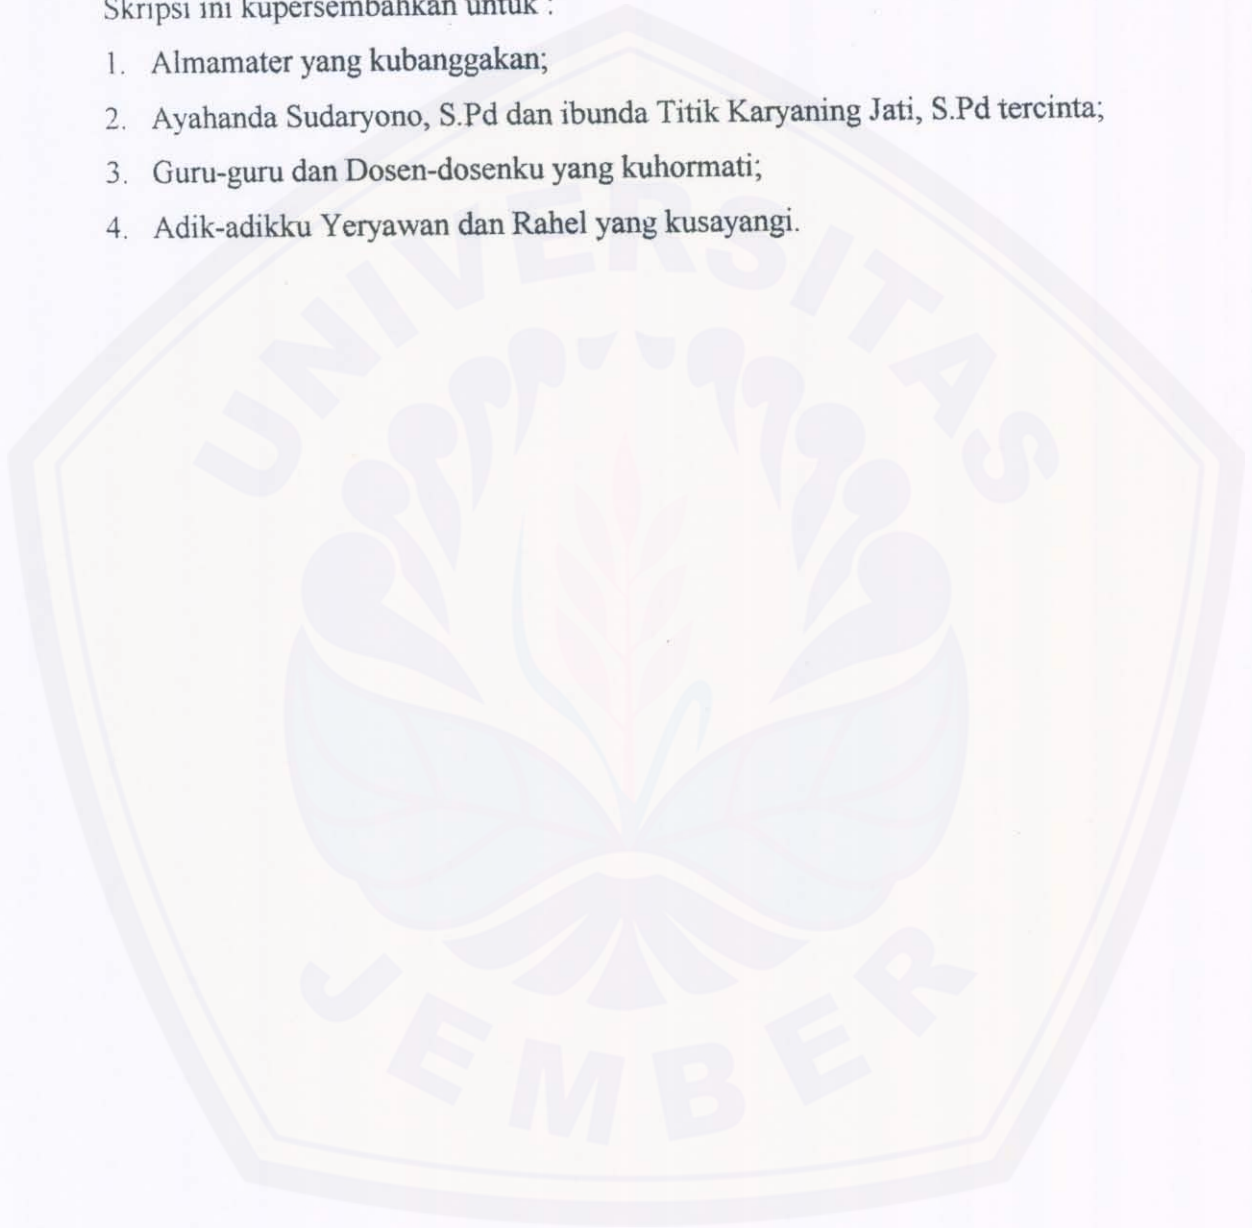 Skripsi ini kupersembahkan untuk :
1. Almamater yang kubanggakan;
2. Ayahanda Sudaryono, S.Pd dan ibunda Titik Karyaning Jati, S.Pd tercinta;
3. Guru-guru dan Dosen-dosenku yang kuhormati;
4. Adik-adikku Yeryawan dan Rahel yang kusayangi.
UNIVERSITAS
JEMBER